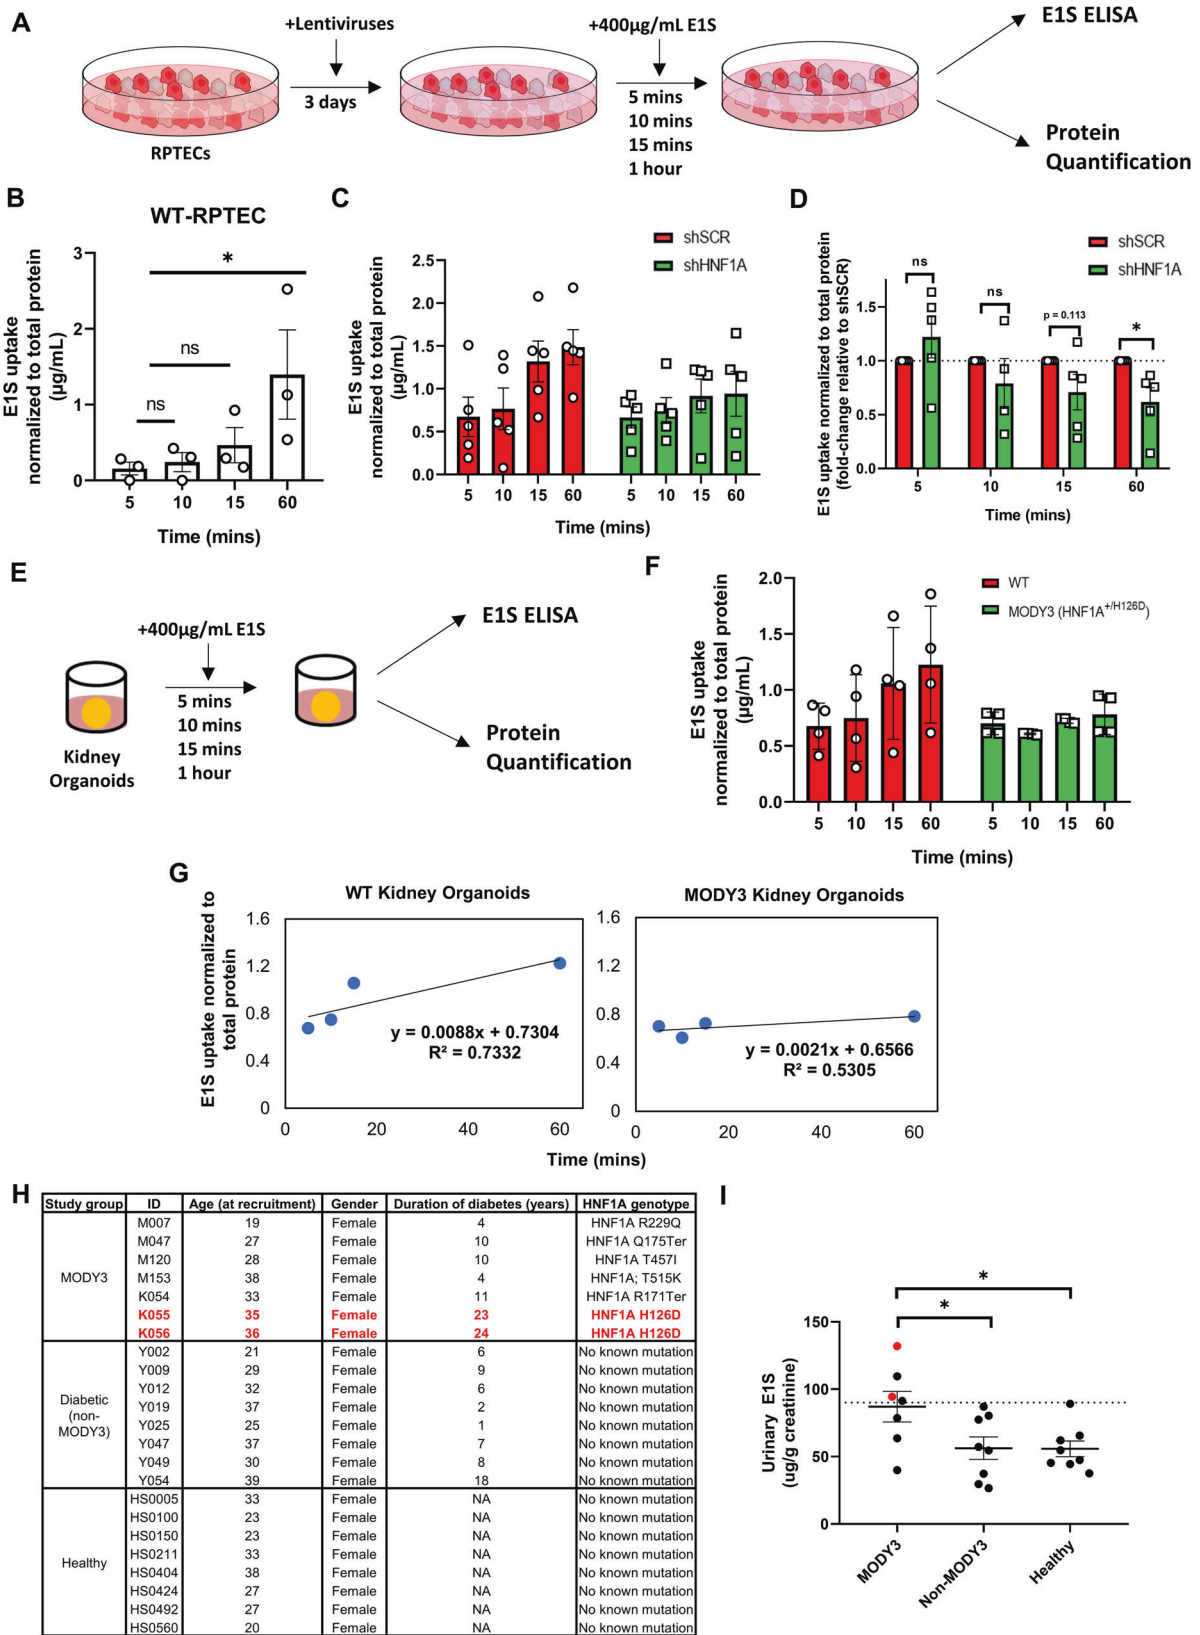 A
+Lentiviruses
3 days
RPTECs
+400µg/mL E1S
5 mins
10 mins
15 mins
1 hour
E1S ELISA
Protein
Quantification
B
WT-RPTEC
E1S uptake
normalized to total protein
(µg/mL)
3
2
1
0
ns
ns
*
5 10 15 60
Time (mins)
C
shSCR
shHNF1A
E1S uptake
normalized to total protein
(µg/mL)
2.5
2.0
1.5
1.0
0.5
0.0
5 10 15 60 5 10 15 60
Time (mins)
D
shSCR
shHNF1A
E1S uptake normalized to total protein
(fold-change relative to shSCR)
1.5
1.0
0.5
0.0
ns
ns
p = 0.113
*
5 10 15 60
Time (mins)
E
+400µg/mL E1S
5 mins
10 mins
15 mins
1 hour
Kidney
Organoids
E1S ELISA
Protein
Quantification
F
WT
MODY3 (HNF1A+/H126D)
E1S uptake
normalized to total protein
(µg/mL)
2.0
1.5
1.0
0.5
0.0
5 10 15 60 5 10 15 60
Time (mins)
G
WT Kidney Organoids
E1S uptake normalized to
total protein
1.6
1.2
0.8
0.4
0
y = 0.0088x + 0.7304
R² = 0.7332
0 20 40 60
MODY3 Kidney Organoids
1.6
1.2
0.8
0.4
0
y = 0.0021x + 0.6566
R² = 0.5305
0 20 40 60
Time (mins)
H
Study group ID Age (at recruitment) Gender Duration of diabetes (years) HNF1A genotype
MODY3
M007 19 Female 4 HNF1A R229Q
M047 27 Female 10 HNF1A Q175Ter
M120 28 Female 10 HNF1A T457I
M153 38 Female 4 HNF1A; T515K
K054 33 Female 11 HNF1A R171Ter
K055 35 Female 23 HNF1A H126D
K056 36 Female 24 HNF1A H126D
Diabetic
(non-
MODY3)
Y002 21 Female 6 No known mutation
Y009 29 Female 9 No known mutation
Y012 32 Female 6 No known mutation
Y019 37 Female 2 No known mutation
Y025 25 Female 1 No known mutation
Y047 37 Female 7 No known mutation
Y049 30 Female 8 No known mutation
Y054 39 Female 18 No known mutation
Healthy
HS0005 33 Female NA No known mutation
HS0100 23 Female NA No known mutation
HS0150 23 Female NA No known mutation
HS0211 33 Female NA No known mutation
HS0404 38 Female NA No known mutation
HS0424 27 Female NA No known mutation
HS0492 27 Female NA No known mutation
HS0560 20 Female NA No known mutation
I
*
*
Urinary E1S
(ug/g creatinine)
150
100
50
0
MODY3
Non-MODY3
Healthy